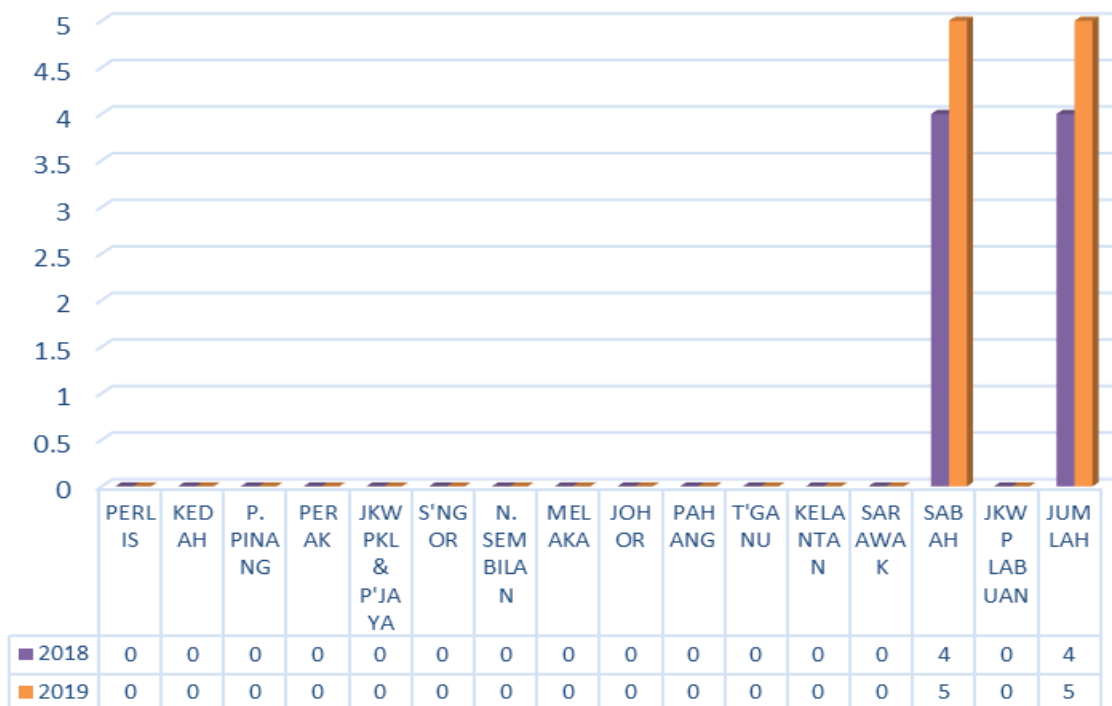 5
4.5
4
3.5
3
2.5
2
1.5
1
0.5
0
PERL
IS
KED
AH
P.
PINA
NG
PER
AK
JKW
PKL
&
P'JA
YA
S'NG
OR
N.
SEM
BILA
N
MEL
AKA
JOH
OR
PAH
ANG
T'GA
NU
KELA
NTA
N
SAR
AWA
K
SAB
AH
JKW
P
LAB
UAN
JUM
LAH
2018 0 0 0 0 0 0 0 0 0 0 0 0 0 4 0 4
2019 0 0 0 0 0 0 0 0 0 0 0 0 0 5 0 5